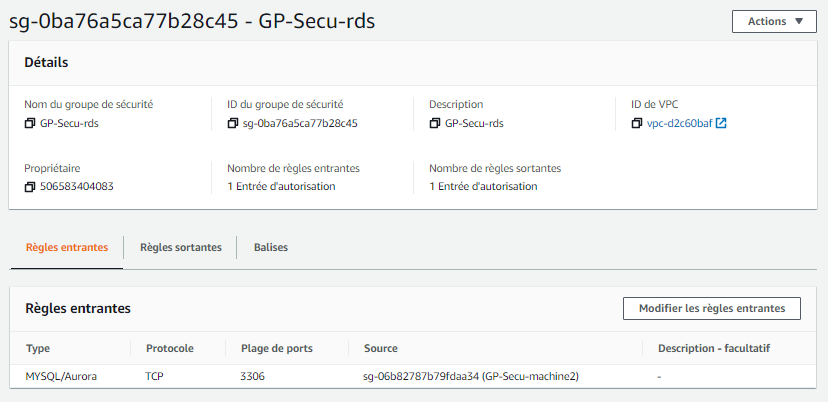 sg-0ba76a5ca77b28c45 - GP-Secu-rds
Actions
Détails
Nom du groupe de sécurité ID du groupe de sécurité Description ID de VPC
GP-Secu-rds sg-0ba76a5ca77b28c45 GP-Secu-rds vpc-d2c60baf
Propriétaire Nombre de règles entrantes Nombre de règles sortantes
506583404083 1 Entrée d'autorisation 1 Entrée d'autorisation
Règles entrantes Règles sortantes Balises
Règles entrantes Modifier les règles entrantes
Type Protocole Plage de ports Source Description - facultatif
MYSQL/Aurora TCP 3306 sg-06b82787b79fdaa34 (GP-Secu-machine2) -